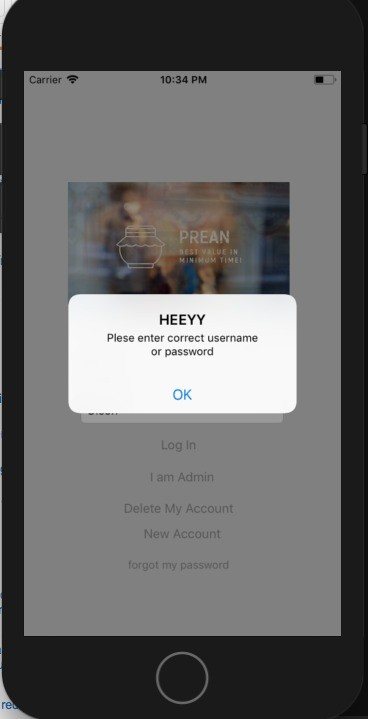 Carrier
10:34 PM
PREAN
BEST VELUE IN
MINIMUM TIME!
HEEYY
Plese enter correct username
or password
OK
Log In
I am Admin
Delete My Account
New Account
forgot my password